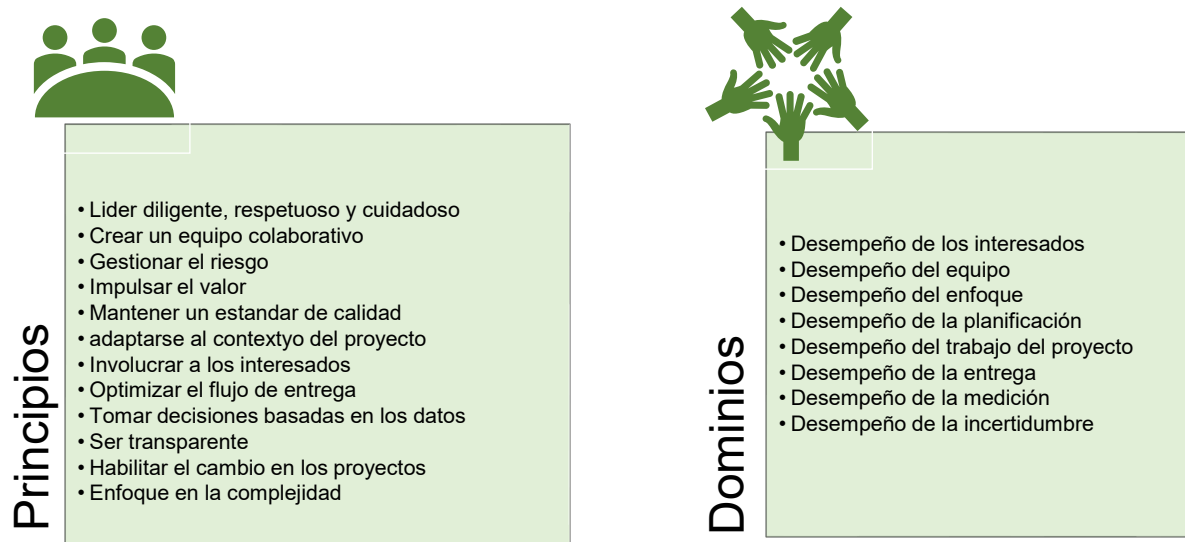 Principios
• Lider diligente, respetuoso y cuidadoso
• Crear un equipo colaborativo
• Gestionar el riesgo
• Impulsar el valor
• Mantener un estandar de calidad
• adaptarse al contextyo del proyecto
• Involucrar a los interesados
• Optimizar el flujo de entrega
• Tomar decisiones basadas en los datos
• Ser transparente
• Habilitar el cambio en los proyectos
• Enfoque en la complejidad
Dominios
• Desempeño de los interesados
• Desempeño del equipo
• Desempeño del enfoque
• Desempeño de la planificación
• Desempeño del trabajo del proyecto
• Desempeño de la entrega
• Desempeño de la medición
• Desempeño de la incertidumbre